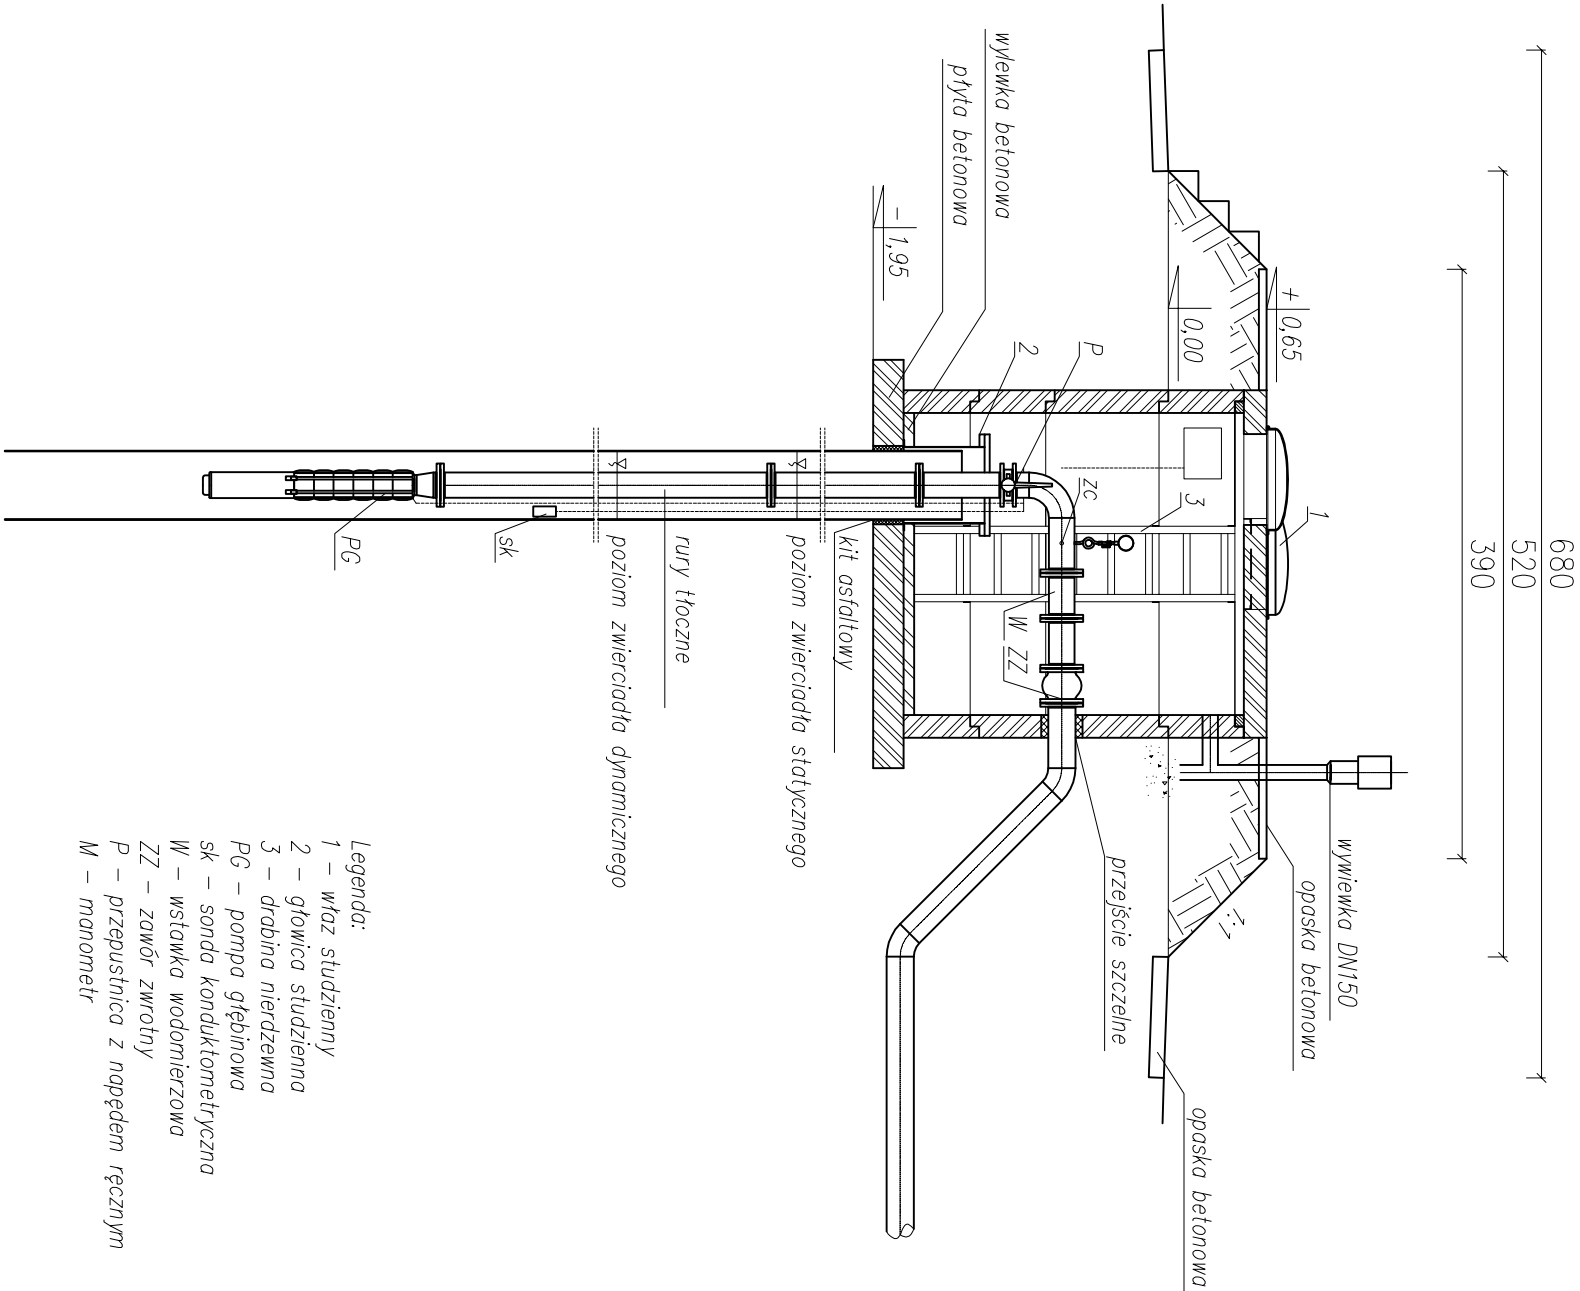 680
520
390
+ 0,65
0,00
- 1,95
wylewka betonowa
płyta betonowa
1
2
P
zc
3
W ZZ
wywiewka DN150
opaska betonowa
1:1
przejście szczelne
opaska betonowa
kit asfaltowy
poziom zwierciadła statycznego
rury tłoczne
poziom zwierciadła dynamicznego
sk
PG
Legenda:
1 – właz studzienny
2 – głowica studzienna
3 – drabina nierdzewna
PG – pompa głębinowa
sk – sonda konduktometryczna
W – wstawka wodomierzowa
ZZ – zawór zwrotny
P – przepustnica z napędem ręcznym
M – manometr